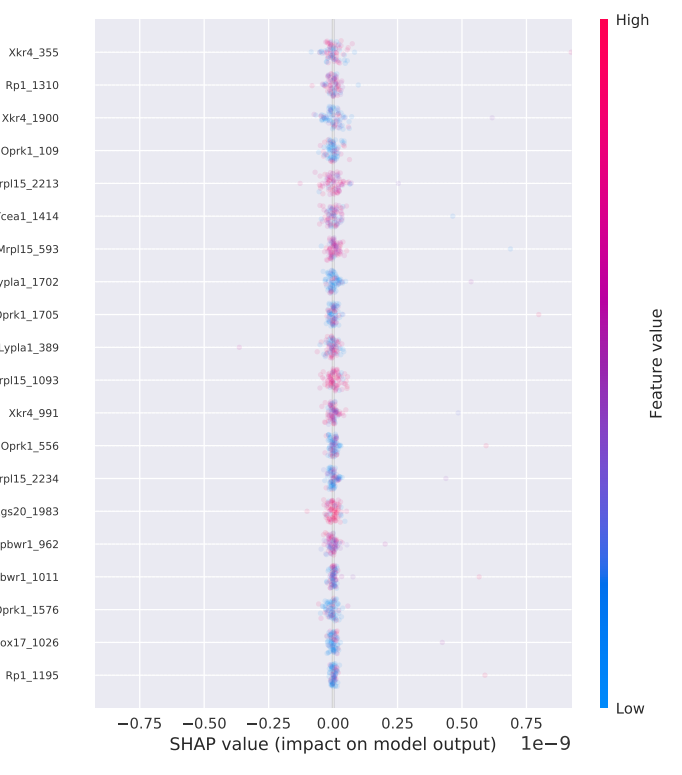 High
Xkr4_355
Rp1_1310
Xkr4_1900
Oprk1_109
rpl15_2213
cea1_1414
Mrpl15_593
ypla1_1702
Oprk1_1705
Lypla1_389
rpl15_1093
Xkr4_991
Oprk1_556
rpl15_2234
gs20_1983
pbwr1_962
bwr1_1011
Oprk1_1576
ox17_1026
Rp1_1195
Feature value
Low
−0.75 −0.50 −0.25 0.00 0.25 0.50 0.75
SHAP value (impact on model output) 1e−9